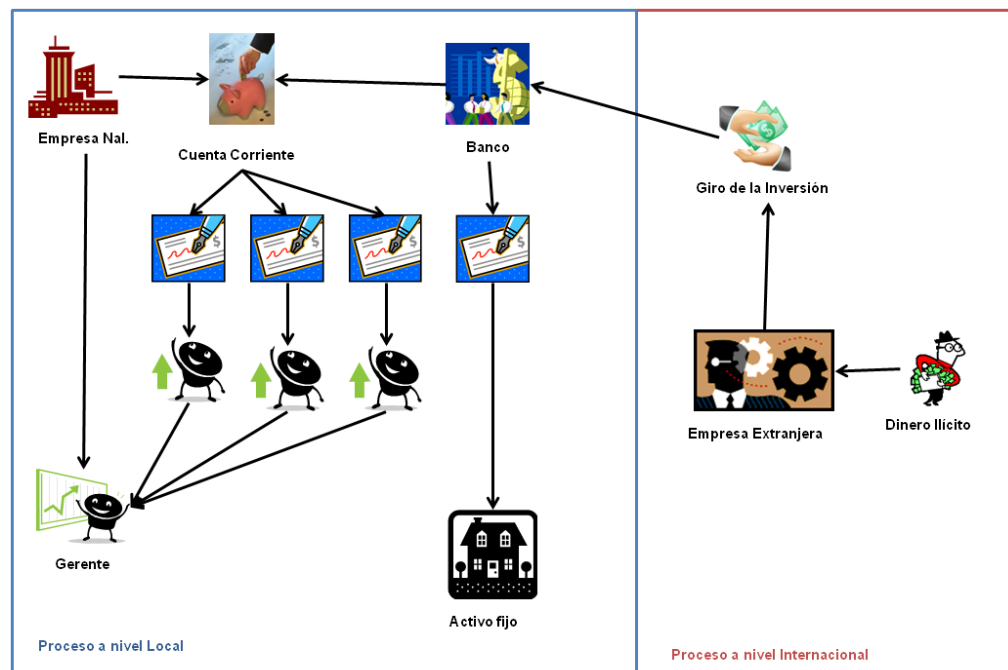 Empresa Nal.
Cuenta Corriente
Banco
Giro de la Inversión
Empresa Extranjera
Dinero Ilícito
Gerente
Activo fijo
Proceso a nivel Local
Proceso a nivel Internacional